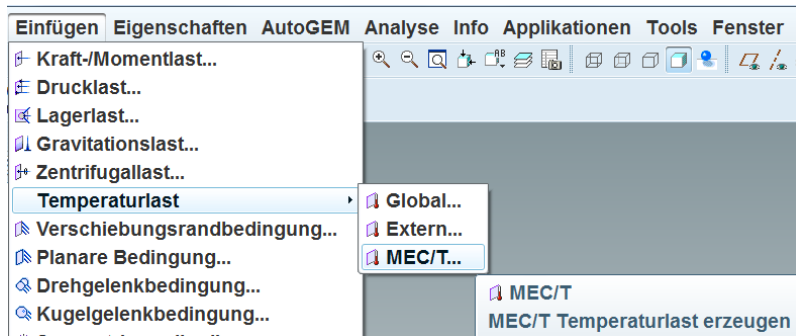 Einfügen Eigenschaften AutoGEM Analyse Info Applikationen Tools Fenster
Kraft-/Momentlast...
Drucklast...
Lagerlast...
Gravitationslast...
Zentrifugallast...
Temperaturlast
Global...
Verschiebungsrandbedingung...
Extern...
Planare Bedingung...
MEC/T...
Drehgelenkbedingung...
MEC/T
Kugelgelenkbedingung...
MEC/T Temperaturlast erzeugen